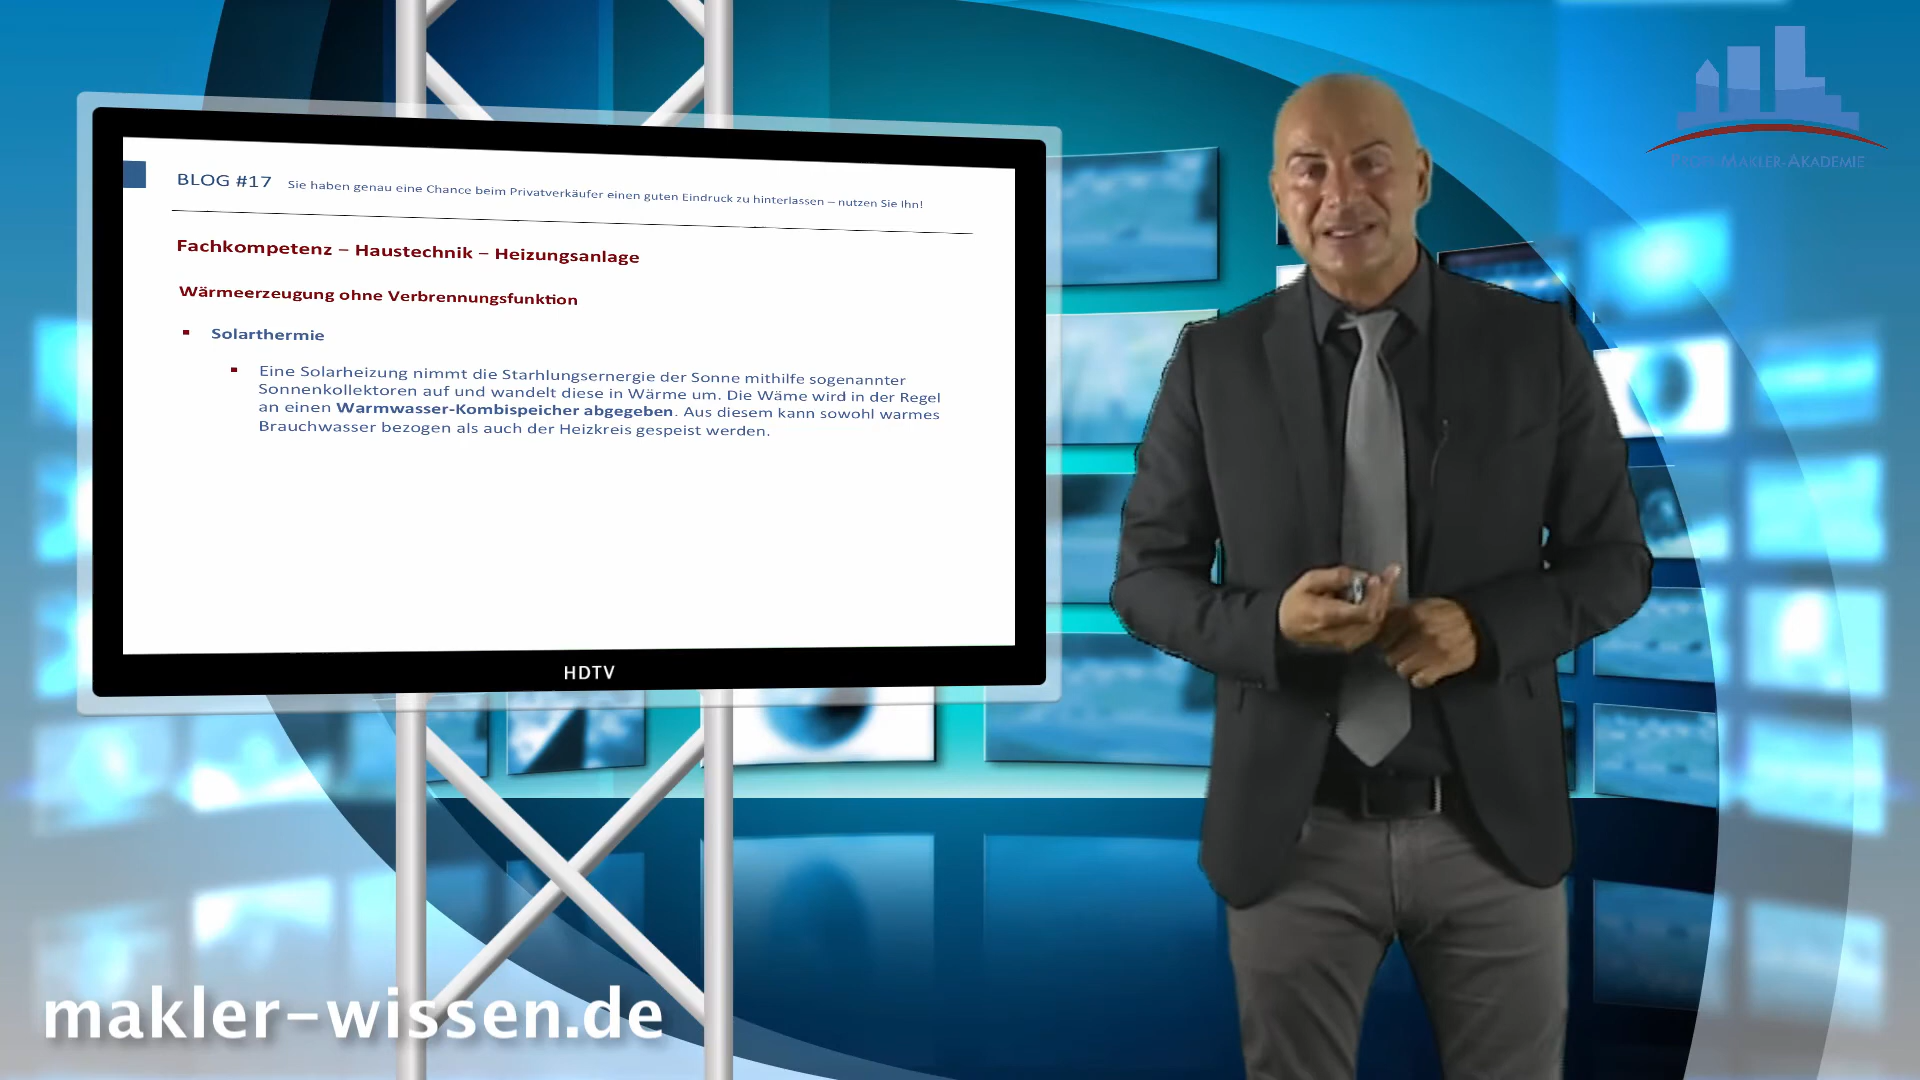 BLOG #17 Sie haben genau eine Chance beim Privatverkäufer einen guten Eindruck zu hinterlassen – nutzen Sie Ihn!
Fachkompetenz – Haustechnik – Heizungsanlage
Wärmeerzeugung ohne Verbrennungsfunktion
Solarthermie
Eine Solarheizung nimmt die Starhlungsernergie der Sonne mithilfe sogenannter
Sonnenkollektoren auf und wandelt diese in Wärme um. Die Wäme wird in der Regel
an einen Warmwasser-Kombispeicher abgegeben. Aus diesem kann sowohl warmes
Brauchwasser bezogen als auch der Heizkreis gespeist werden.
HDTV
PROFI-MAKLER-AKADEMIE
makler-wissen.de